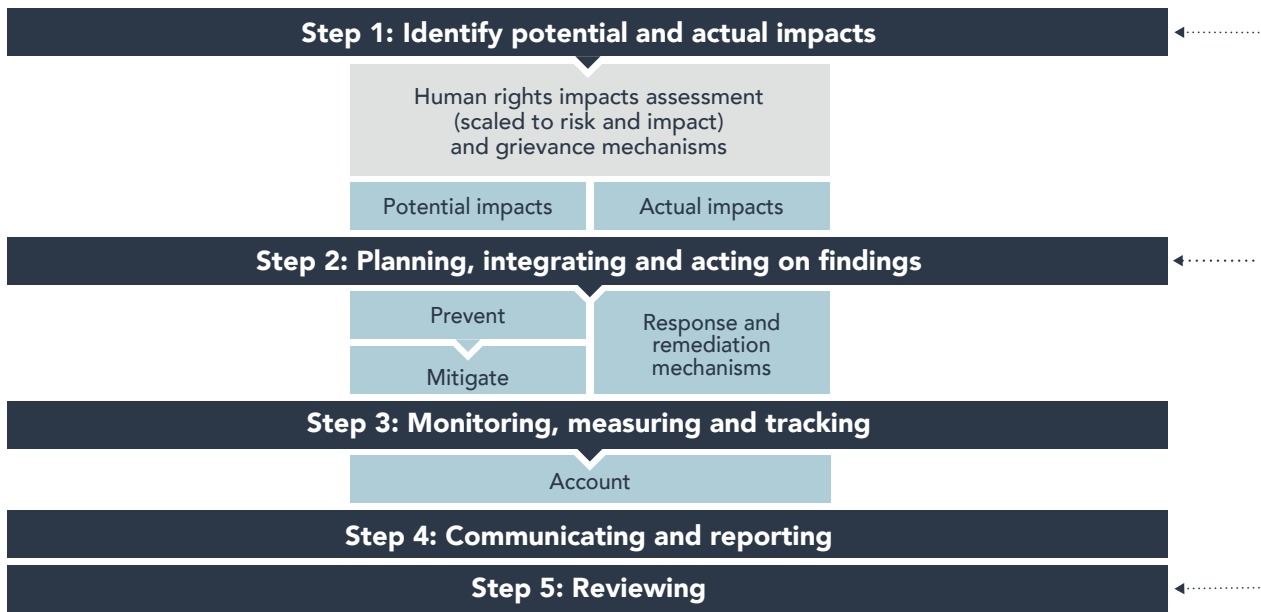 Step 1: Identify potential and actual impacts
Human rights impacts assessment
(scaled to risk and impact)
and grievance mechanisms
Potential impacts
Actual impacts
Step 2: Planning, integrating and acting on findings
Prevent
Mitigate
Response and
remediation
mechanisms
Step 3: Monitoring, measuring and tracking
Account
Step 4: Communicating and reporting
Step 5: Reviewing